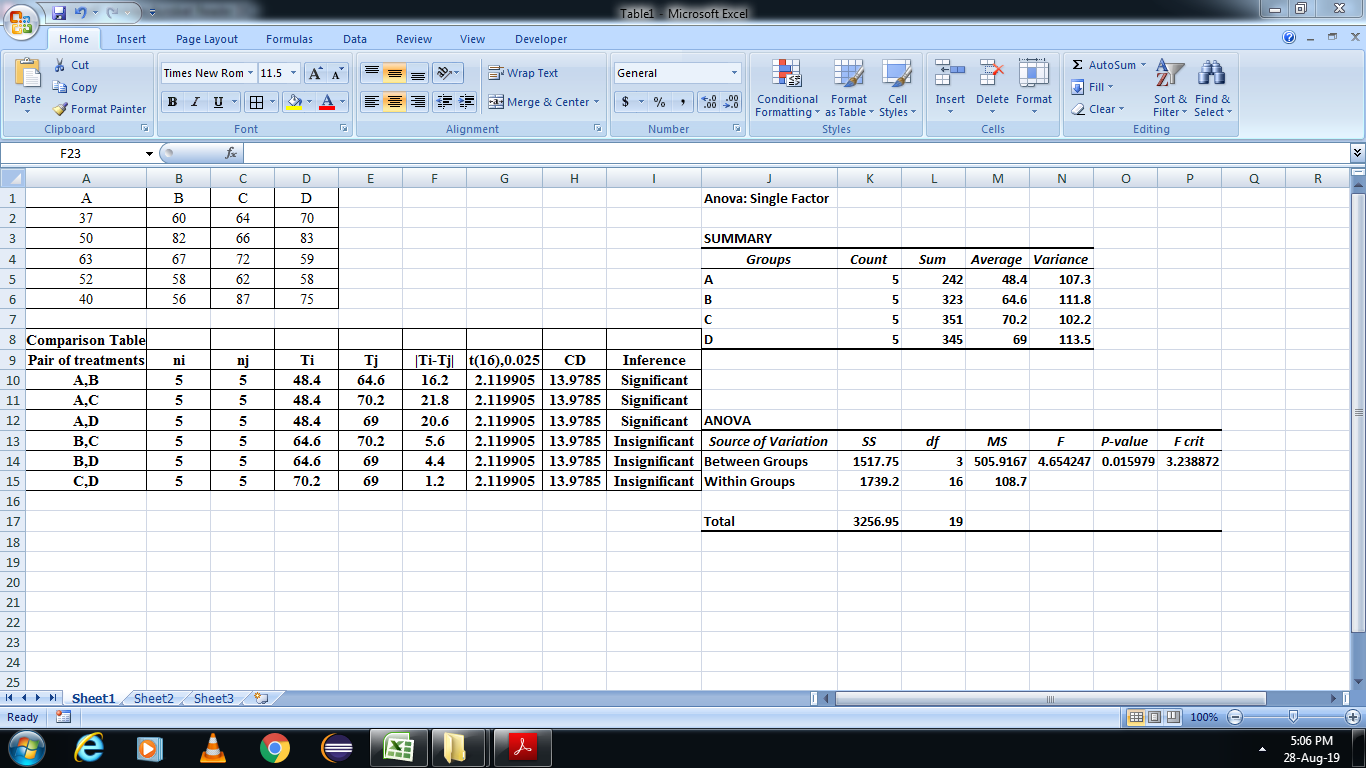 Table1 - Microsoft Excel
Home Insert Page Layout Formulas Data Review View Developer
Paste
Cut
Copy
Format Painter
Clipboard
Times New Rom 11.5 A A
B I U A
Font
Wrap Text
Merge & Center
Alignment
General
$ % , .0 .00 .00 .0
Number
Conditional Formatting
Format as Table
Cell Styles
Styles
Insert Delete Format
Cells
Σ AutoSum
Fill
Clear
Sort & Filter
Find & Select
Editing
F23 fx
A B C D E F G H I J K L M N O P Q R
1 A B C D Anova: Single Factor
2 37 60 64 70
3 50 82 66 83 SUMMARY
4 63 67 72 59 Groups Count Sum Average Variance
5 52 58 62 58 A 5 242 48.4 107.3
6 40 56 87 75 B 5 323 64.6 111.8
7 C 5 351 70.2 102.2
8 Comparison Table D 5 345 69 113.5
9 Pair of treatments ni nj Ti Tj |Ti-Tj| t(16),0.025 CD Inference
10 A,B 5 5 48.4 64.6 16.2 2.119905 13.9785 Significant
11 A,C 5 5 48.4 70.2 21.8 2.119905 13.9785 Significant
12 A,D 5 5 48.4 69 20.6 2.119905 13.9785 Significant ANOVA
13 B,C 5 5 64.6 70.2 5.6 2.119905 13.9785 Insignificant Source of Variation SS df MS F P-value F crit
14 B,D 5 5 64.6 69 4.4 2.119905 13.9785 Insignificant Between Groups 1517.75 3 505.9167 4.654247 0.015979 3.238872
15 C,D 5 5 70.2 69 1.2 2.119905 13.9785 Insignificant Within Groups 1739.2 16 108.7
16
17 Total 3256.95 19
18
19
20
21
22
23
24
25
Sheet1 Sheet2 Sheet3
Ready 100%
5:06 PM
28-Aug-19